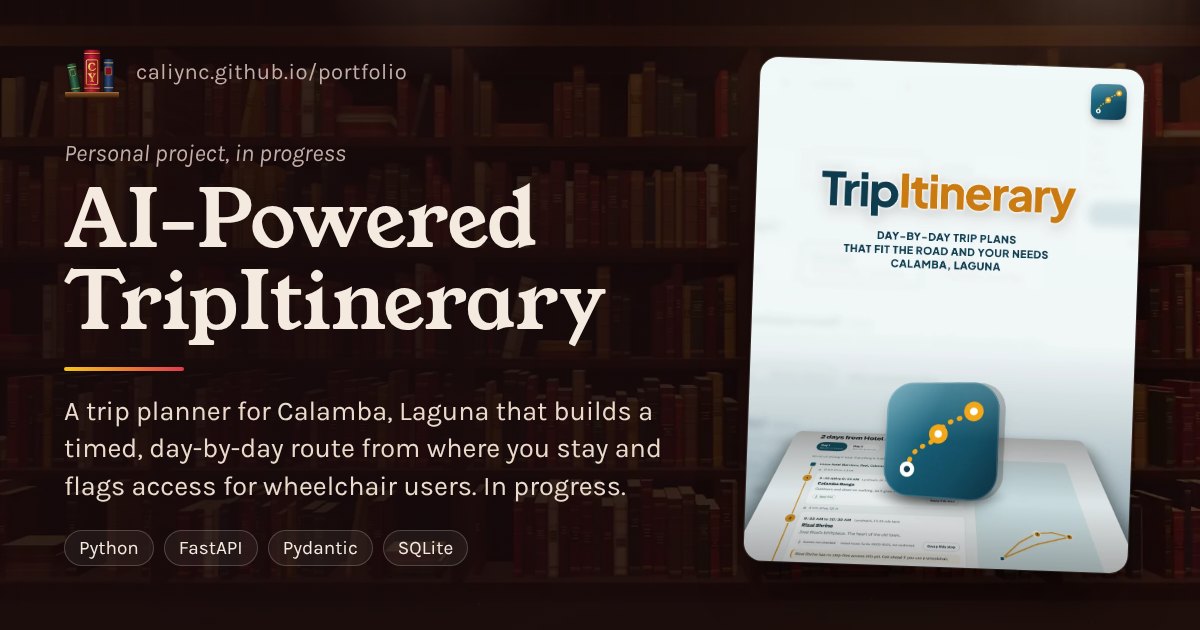 CY
caliync.github.io/portfolio
Personal project, in progress
AI-Powered
TripItinerary
A trip planner for Calamba, Laguna that builds a
timed, day-by-day route from where you stay and
flags access for wheelchair users. In progress.
Python
FastAPI
Pydantic
SQLite
TripItinerary
DAY-BY-DAY TRIP PLANS
THAT FIT THE ROAD AND YOUR NEEDS
CALAMBA, LAGUNA
2 days from Hotel
Calamba Banga
Rizal Shrine